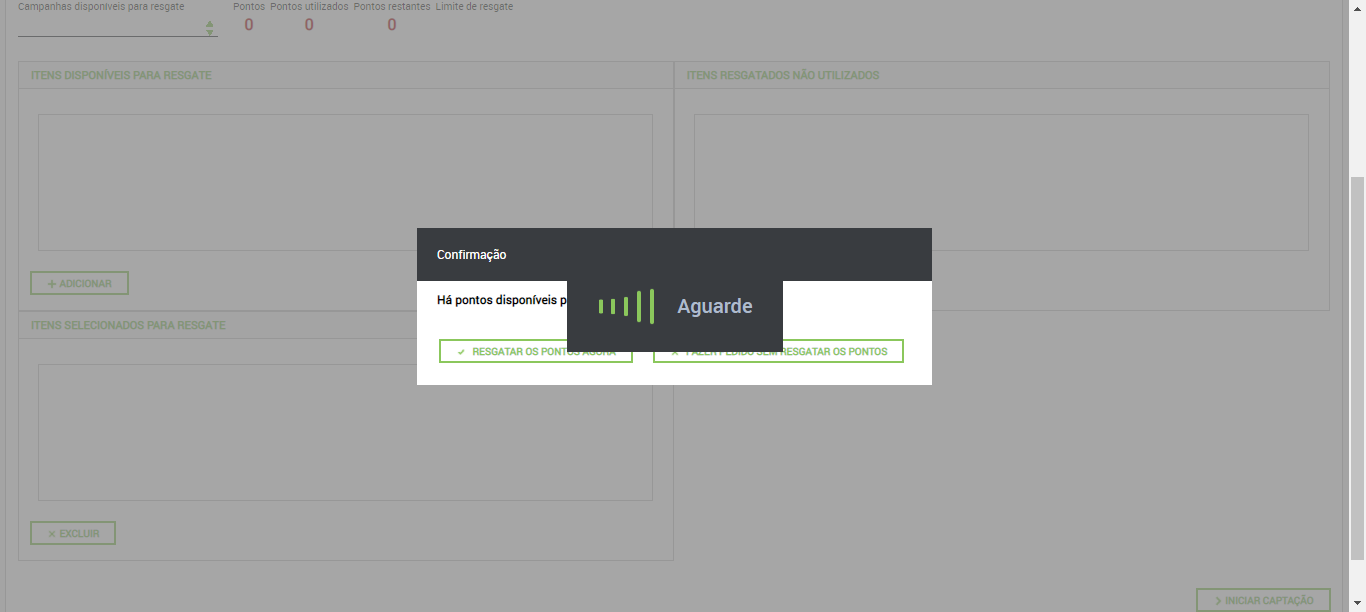 Campanhas disponíveis para resgate
Pontos Pontos utilizados Pontos restantes Limite de resgate
0 0 0
ITENS DISPONÍVEIS PARA RESGATE
ITENS RESGATADOS NÃO UTILIZADOS
Confirmação
Há pontos disponíveis p
Aguarde
RESGATAR OS PONTOS AGORA
FAZER PEDIDO SEM RESGATAR OS PONTOS
ADICIONAR
ITENS SELECIONADOS PARA RESGATE
EXCLUIR
INICIAR CAPTAÇÃO